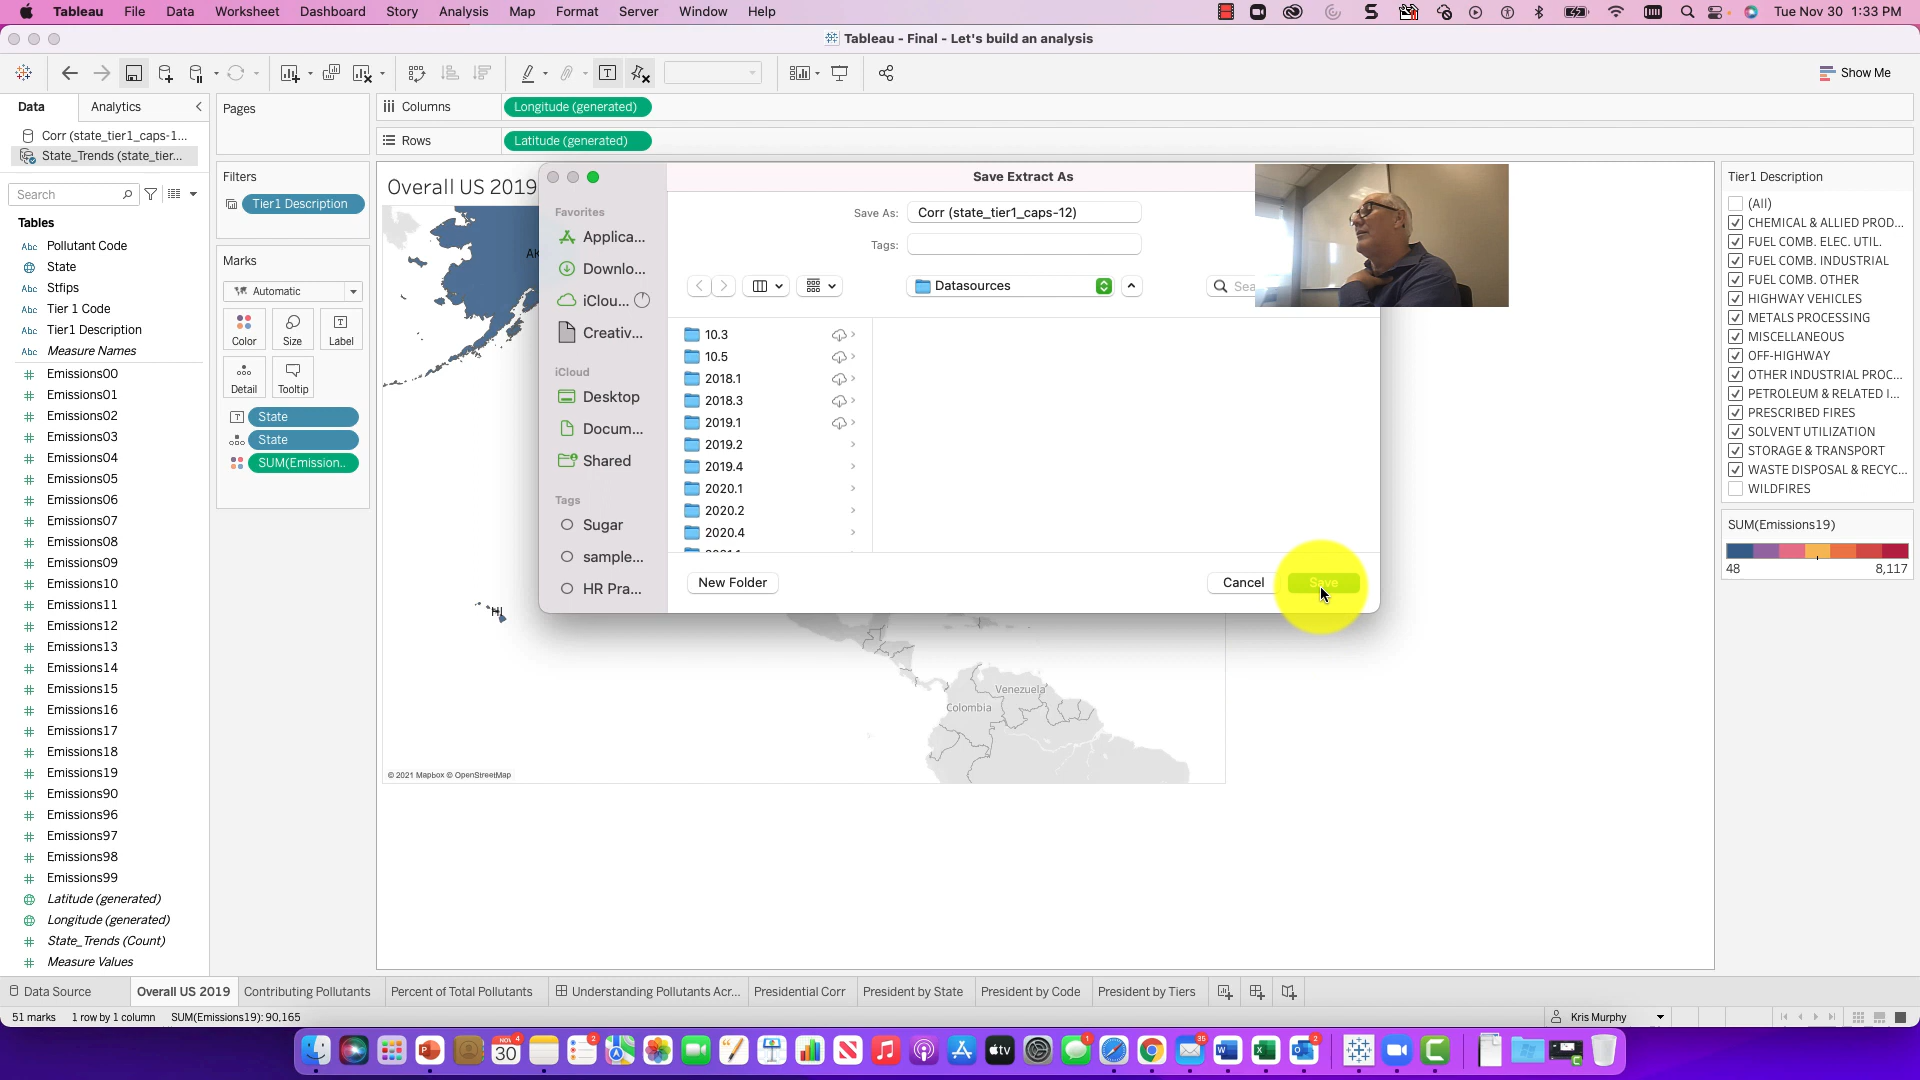 Tableau File Data Worksheet Dashboard Story Analysis Map Format Server Window Help Tue Nov 30 1:33 PM
Tableau - Final - Let's build an analysis
Show Me
Data Analytics
Corr (state_tier1_caps-1...
State_Trends (state_tier...
Search
Tables
Abc Pollutant Code
State
Abc Stfips
Abc Tier 1 Code
Abc Tier1 Description
Abc Measure Names
Emissions00
Emissions01
Emissions02
Emissions03
Emissions04
Emissions05
Emissions06
Emissions07
Emissions08
Emissions09
Emissions10
Emissions11
Emissions12
Emissions13
Emissions14
Emissions15
Emissions16
Emissions17
Emissions18
Emissions19
Emissions90
Emissions96
Emissions97
Emissions98
Emissions99
Latitude (generated)
Longitude (generated)
State_Trends (Count)
Measure Values
Pages
Filters
Tier1 Description
Marks
Automatic
Color Size Label
Detail Tooltip
State
State
SUM(Emission..
Columns Longitude (generated)
Rows Latitude (generated)
Overall US 2019
HI
Venezuela
Colombia
© 2021 Mapbox © OpenStreetMap
Save Extract As
Save As: Corr (state_tier1_caps-12)
Tags:
Datasources
Sea
Favorites
Applica...
Downlo...
iClou...
Creativ...
iCloud
Desktop
Docum...
Shared
Tags
Sugar
sample...
HR Pra...
10.3
10.5
2018.1
2018.3
2019.1
2019.2
2019.4
2020.1
2020.2
2020.4
New Folder Cancel Save
Tier1 Description
(All)
CHEMICAL & ALLIED PROD...
FUEL COMB. ELEC. UTIL.
FUEL COMB. INDUSTRIAL
FUEL COMB. OTHER
HIGHWAY VEHICLES
METALS PROCESSING
MISCELLANEOUS
OFF-HIGHWAY
OTHER INDUSTRIAL PROC...
PETROLEUM & RELATED I...
PRESCRIBED FIRES
SOLVENT UTILIZATION
STORAGE & TRANSPORT
WASTE DISPOSAL & RECYC...
WILDFIRES
SUM(Emissions19)
48 8,117
Data Source Overall US 2019 Contributing Pollutants Percent of Total Pollutants Understanding Pollutants Acr... Presidential Corr President by State President by Code President by Tiers
51 marks 1 row by 1 column SUM(Emissions19): 90,165 Kris Murphy